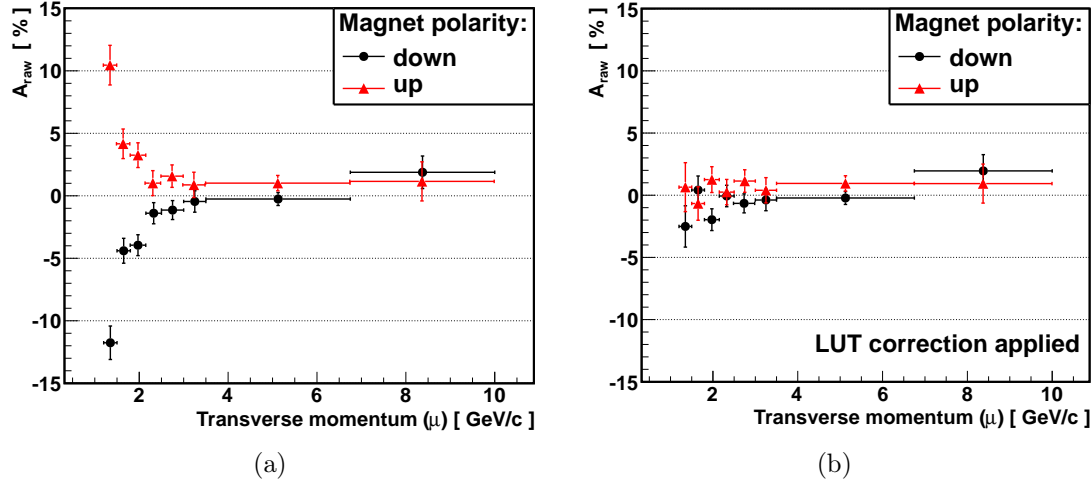 A_raw [ % ]
15
10
5
0
-5
-10
-15
Magnet polarity:
down
up
2 4 6 8 10
Transverse momentum (μ) [ GeV/c ]
(a)
A_raw [ % ]
15
10
5
0
-5
-10
-15
Magnet polarity:
down
up
LUT correction applied
2 4 6 8 10
Transverse momentum (μ) [ GeV/c ]
(b)